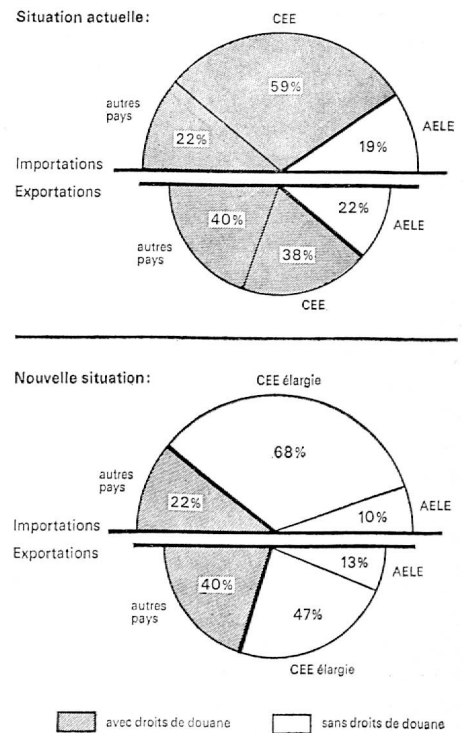 Situation actuelle:
CEE
59%
autres
pays
22%
19%
AELE
Importations
Exportations
40%
22%
AELE
autres
pays
38%
CEE
Nouvelle situation:
CEE élargie
68%
autres
pays
22%
10%
AELE
Importations
Exportations
13%
AELE
40%
autres
pays
47%
CEE élargie
avec droits de douane
sans droits de douane